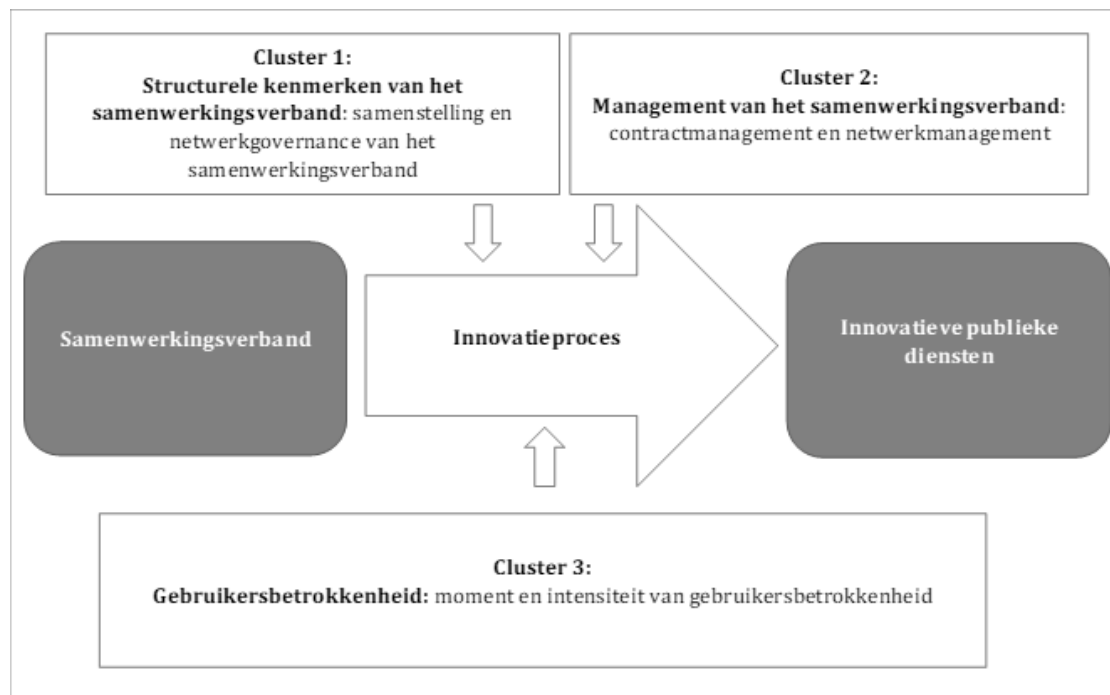 Cluster 1:
Structurele kenmerken van het
samenwerkingsverband: samenstelling en
netwerkgovernance van het
samenwerkingsverband
Cluster 2:
Management van het samenwerkingsverband:
contractmanagement en netwerkmanagement
Samenwerkingsverband
Innovatieproces
Innovatieve publieke
diensten
Cluster 3:
Gebruikersbetrokkenheid: moment en intensiteit van gebruikersbetrokkenheid